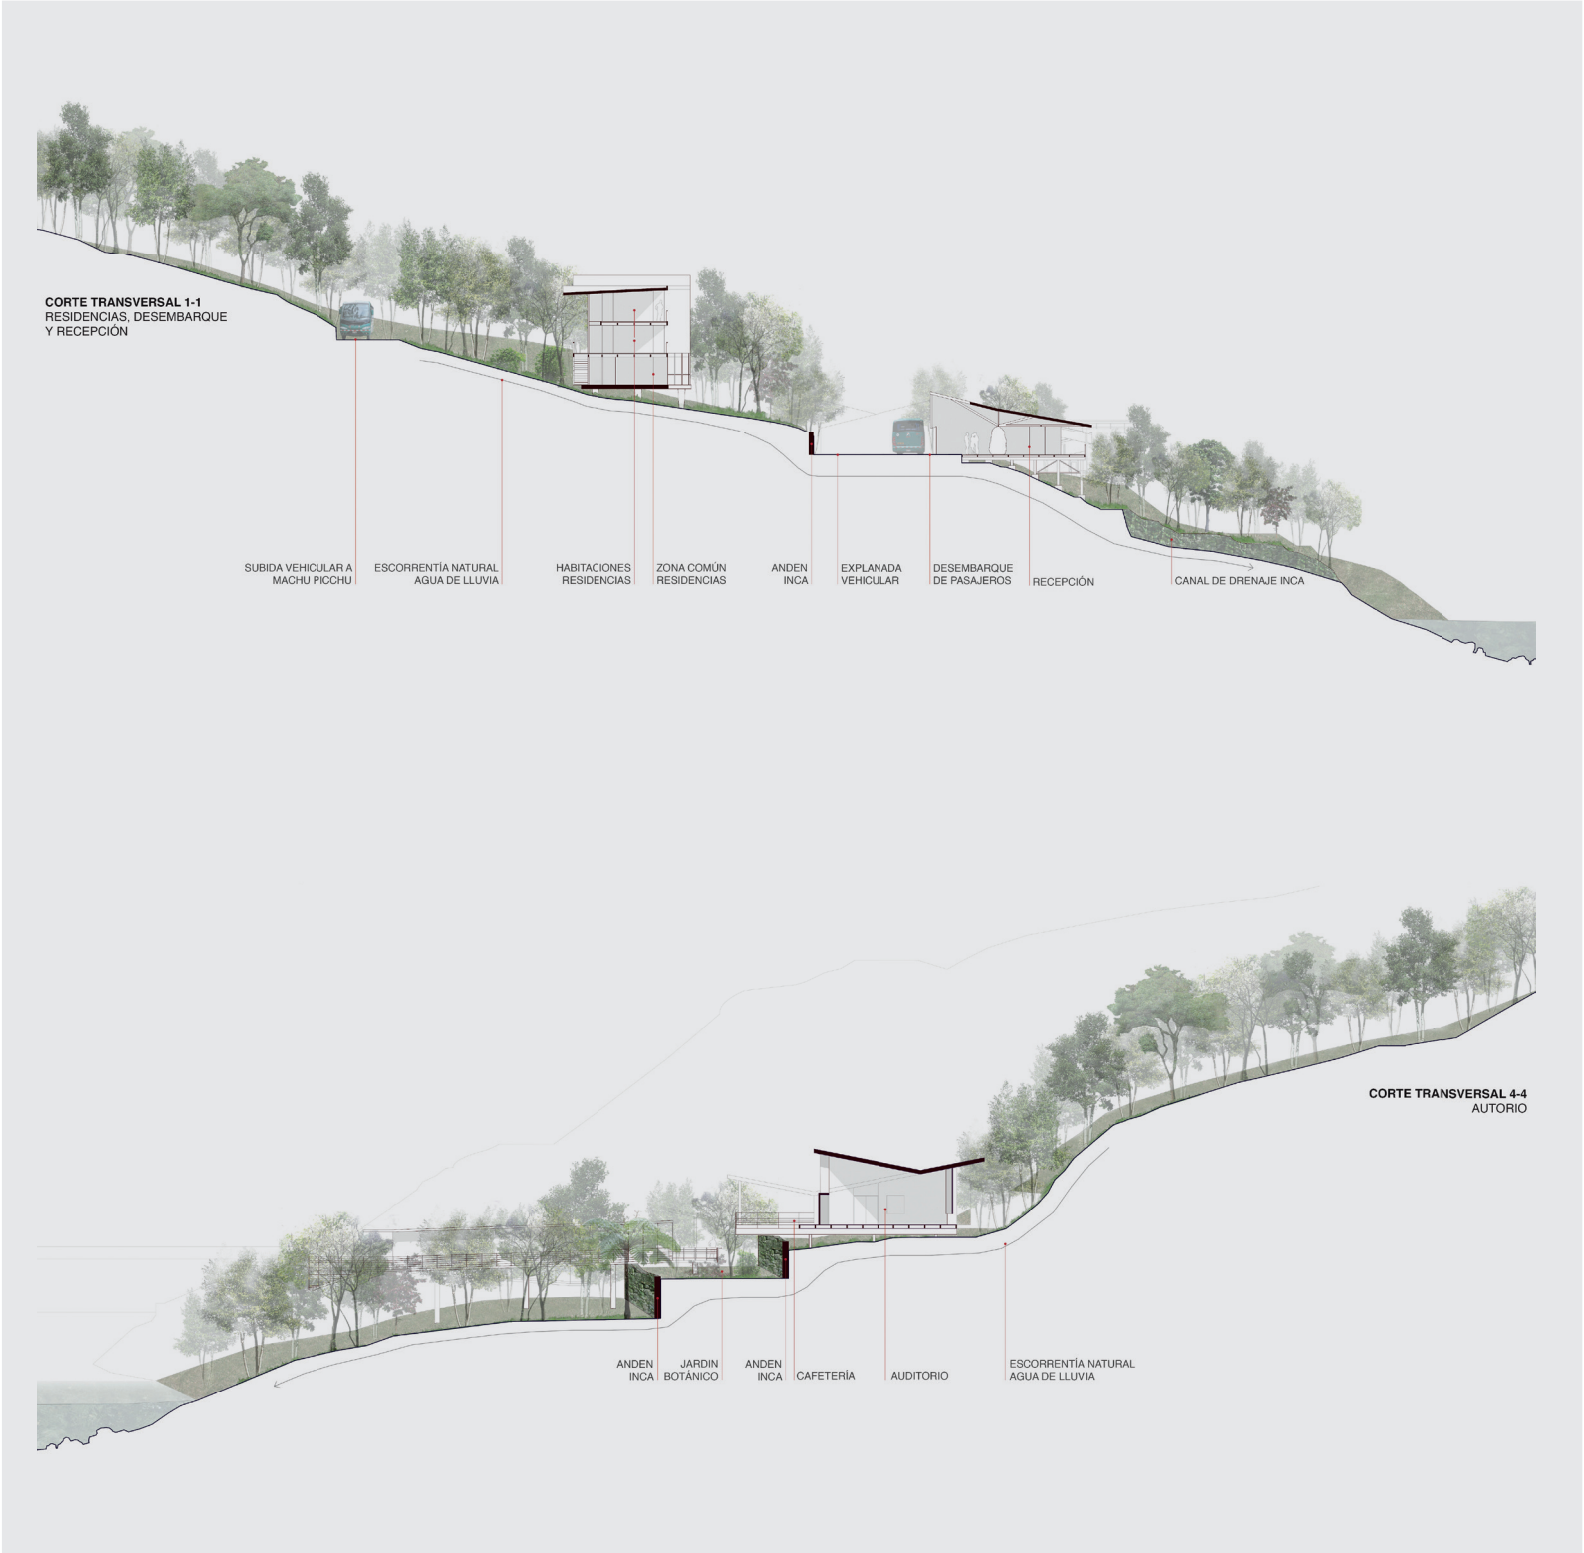 CORTE TRANSVERSAL 1-1
RESIDENCIAS, DESEMBARQUE
Y RECEPCIÓN
SUBIDA VEHICULAR A
MACHU PICCHU
ESCORRENTÍA NATURAL
AGUA DE LLUVIA
HABITACIONES
RESIDENCIAS
ZONA COMÚN
RESIDENCIAS
ANDEN
INCA
EXPLANADA
VEHICULAR
DESEMBARQUE
DE PASAJEROS
RECEPCIÓN
CANAL DE DRENAJE INCA
CORTE TRANSVERSAL 4-4
AUTORIO
ANDEN
INCA
JARDIN
BOTÁNICO
ANDEN
INCA
CAFETERÍA
AUDITORIO
ESCORRENTÍA NATURAL
AGUA DE LLUVIA